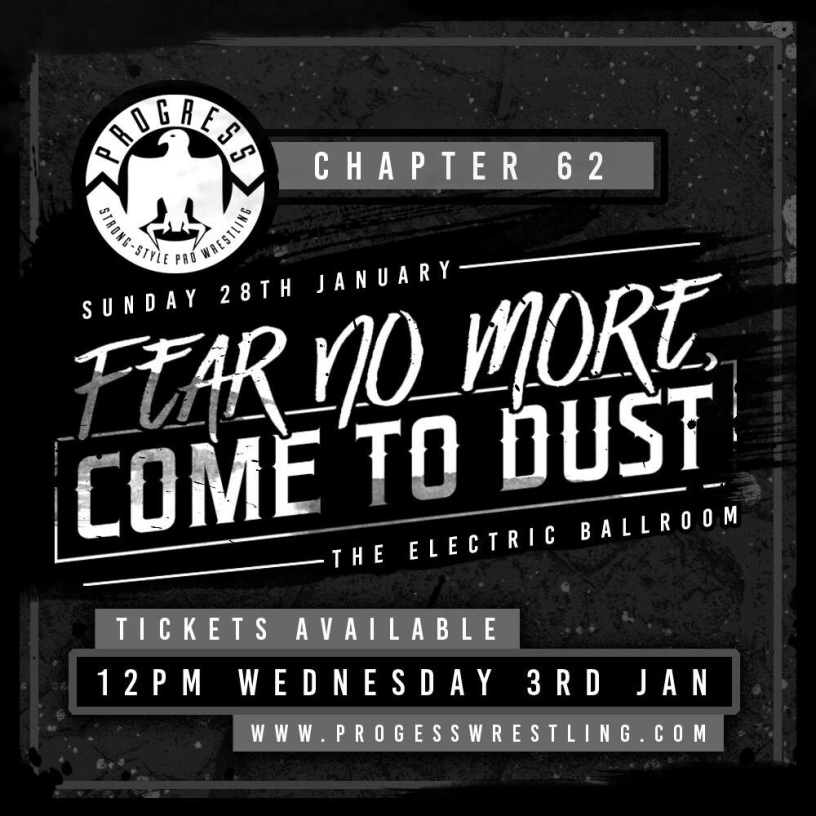 PROGRESS
STRONG-STYLE PRO WRESTLING
CHAPTER 62
SUNDAY 28TH JANUARY
FEAR NO MORE,
COME TO DUST
THE ELECTRIC BALLROOM
TICKETS AVAILABLE
12PM WEDNESDAY 3RD JAN
WWW.PROGESSWRESTLING.COM